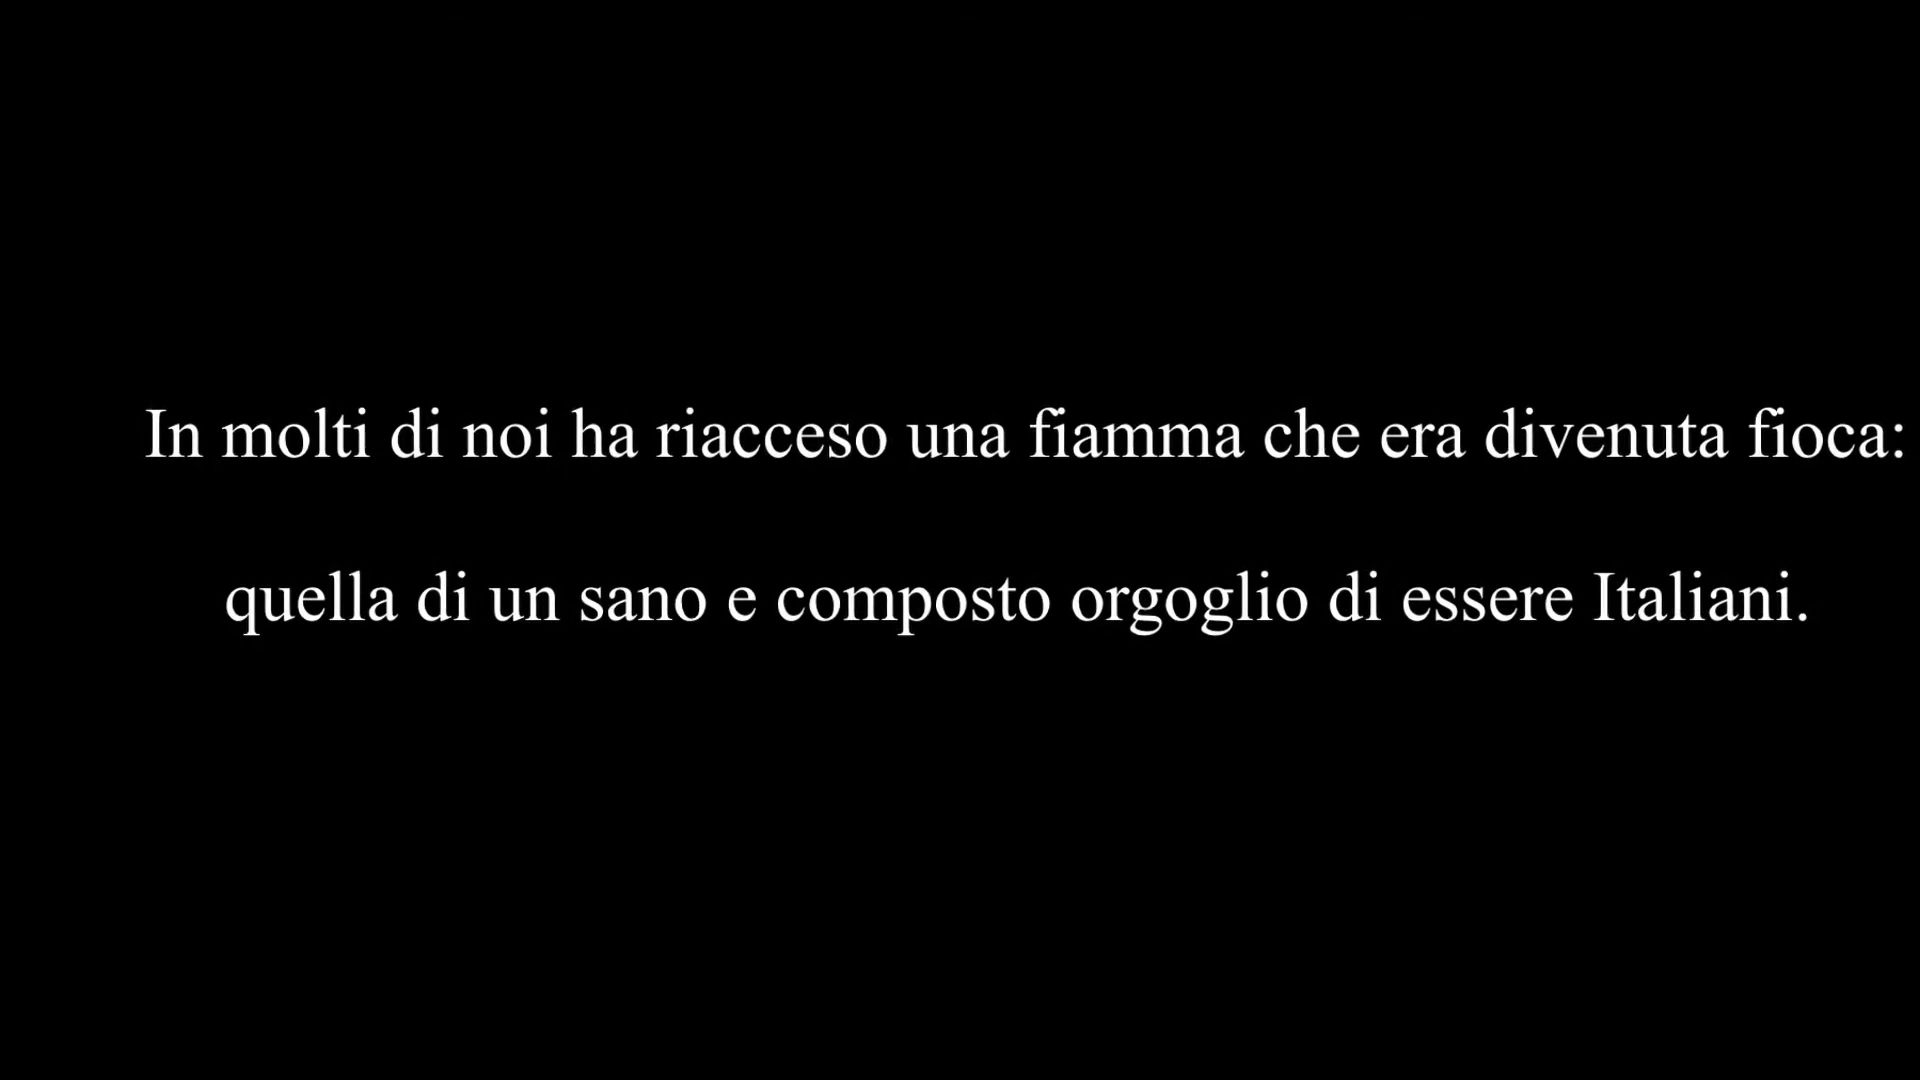 In molti di noi ha riacceso una fiamma che era divenuta fioca:
quella di un sano e composto orgoglio di essere Italiani.